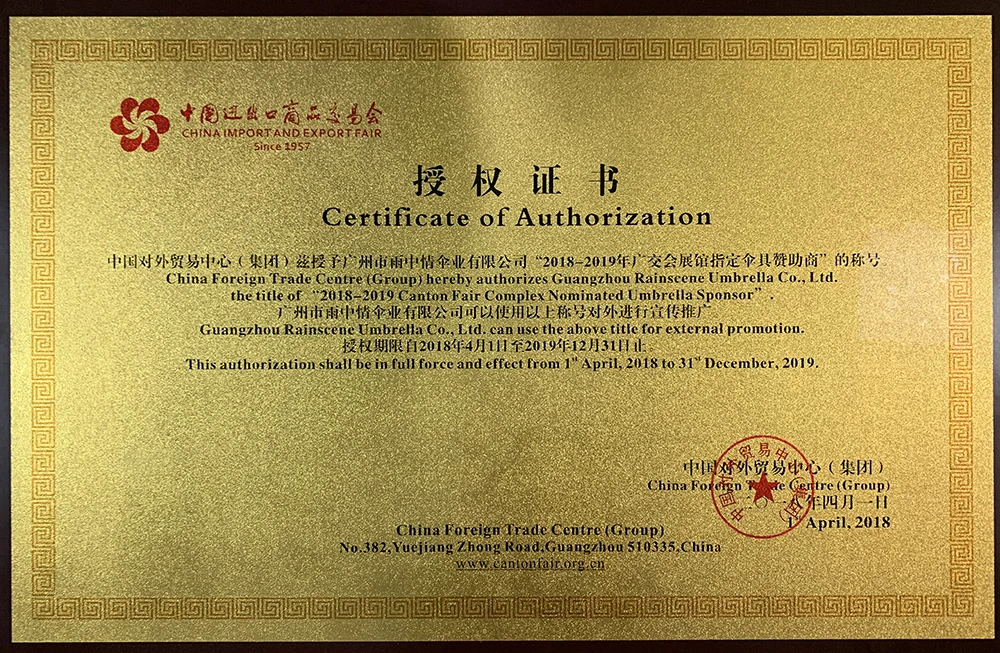 中国进出口商品交易会
CHINA IMPORT AND EXPORT FAIR
Since 1957
授权证书
Certificate of Authorization
中国对外贸易中心（集团）兹授予广州市雨中情伞业有限公司“2018-2019年广交会展馆指定伞具赞助商”的称号
China Foreign Trade Centre (Group) hereby authorizes Guangzhou Rainscene Umbrella Co., Ltd.
the title of “2018-2019 Canton Fair Complex Nominated Umbrella Sponsor”.
广州市雨中情伞业有限公司可以使用以上称号对外进行宣传推广
Guangzhou Rainscene Umbrella Co., Ltd. can use the above title for external promotion.
授权期限自2018年4月1日至2019年12月31日止
This authorization shall be in full force and effect from 1st April, 2018 to 31st December, 2019.
中国对外贸易中心（集团）
China Foreign Trade Centre (Group)
二〇一八年四月一日
1st April, 2018
China Foreign Trade Centre (Group)
No.382,Yuejiang Zhong Road,Guangzhou 510335,China
www.cantonfair.org.cn